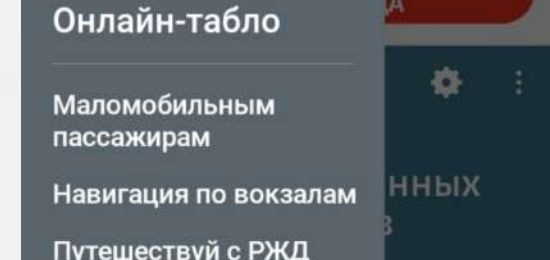 Онлайн-табло
Маломобильным
пассажирам
Навигация по вокзалам
Путешествуй с РЖД